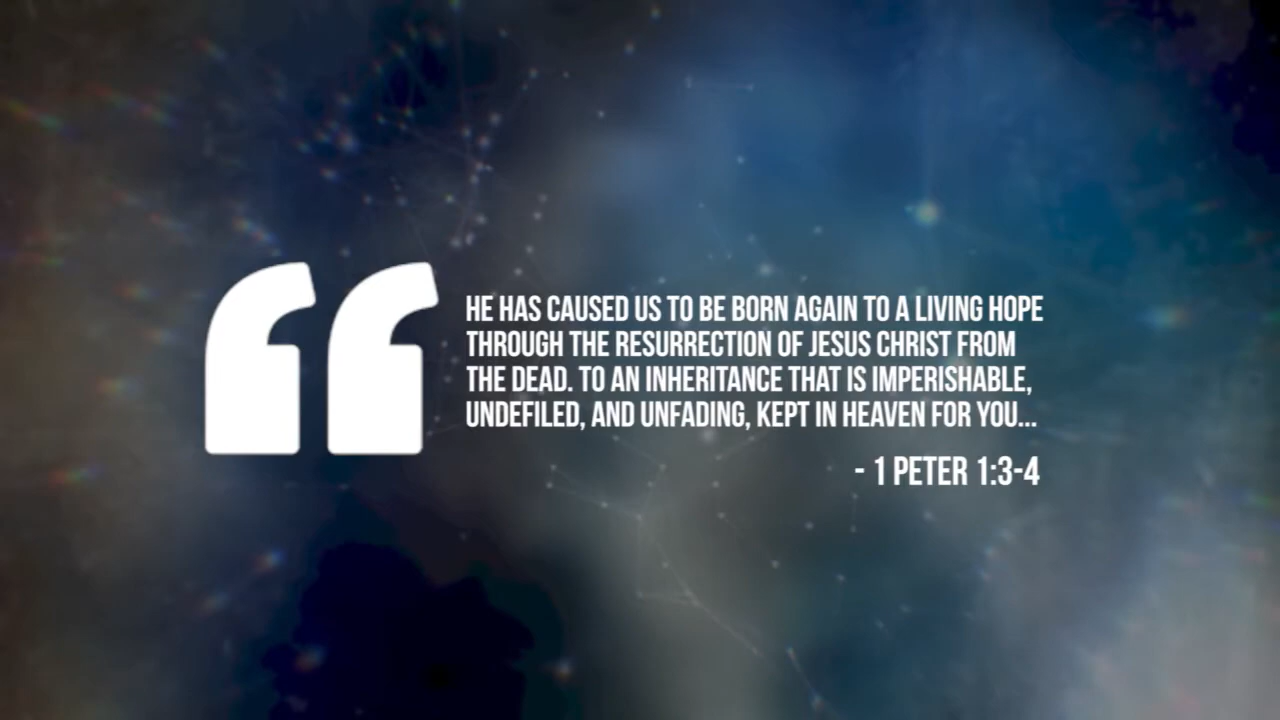 HE HAS CAUSED US TO BE BORN AGAIN TO A LIVING HOPE
THROUGH THE RESURRECTION OF JESUS CHRIST FROM
THE DEAD. TO AN INHERITANCE THAT IS IMPERISHABLE,
UNDEFILED, AND UNFADING, KEPT IN HEAVEN FOR YOU...
- 1 PETER 1:3-4